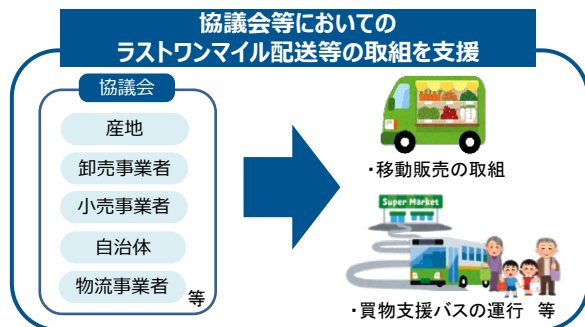 協議会等においての
ラストワンマイル配送等の取組を支援
協議会
産地
卸売事業者
小売事業者
自治体
物流事業者
等
・移動販売の取組
Super Market
・買物支援バスの運行 等